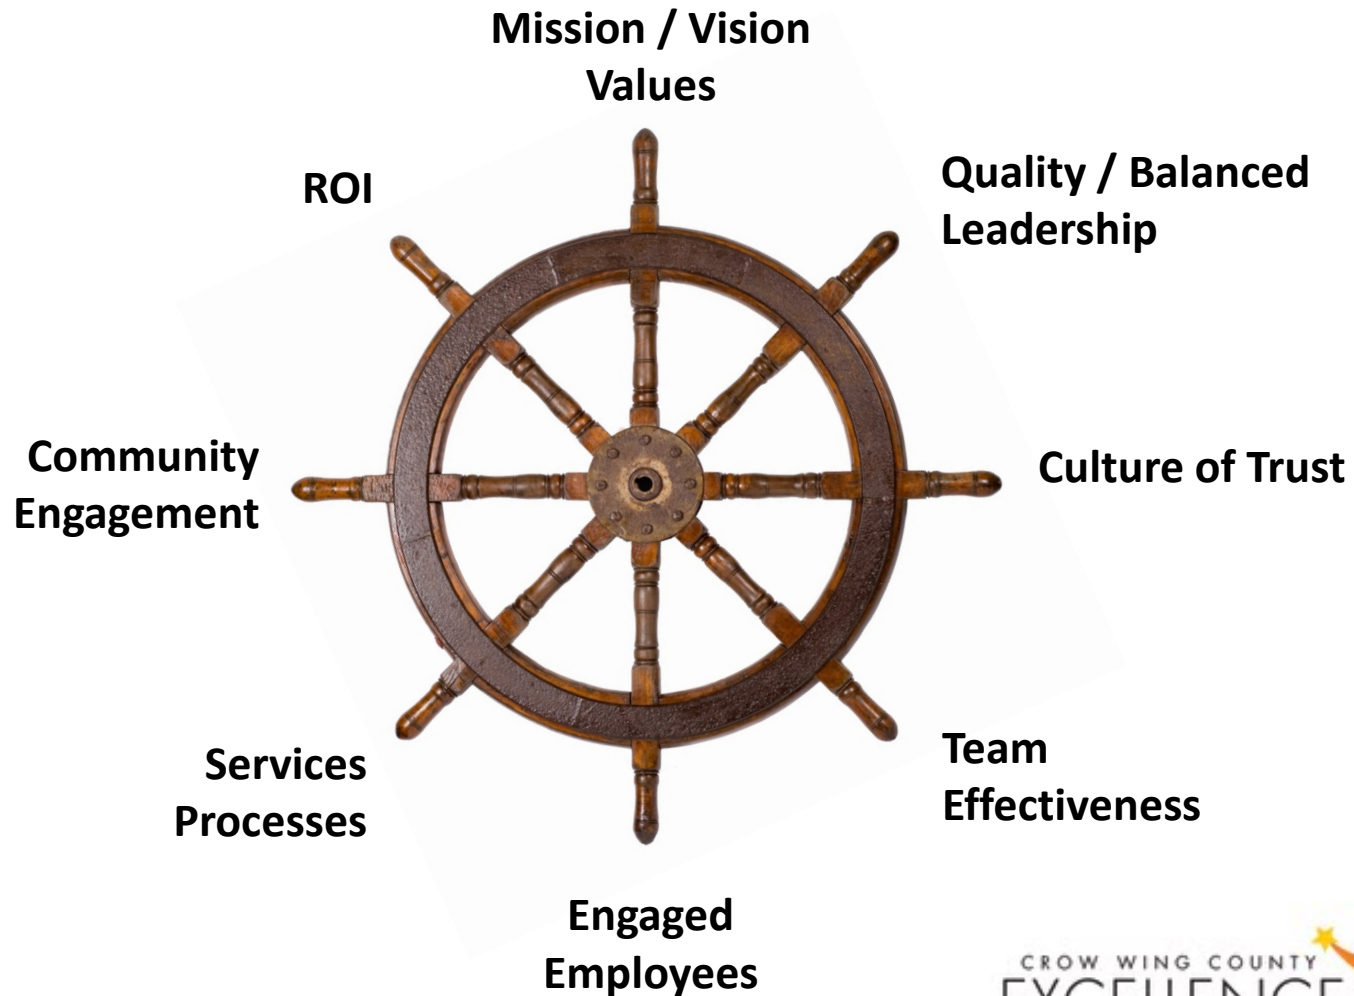 Mission / Vision
Values
ROI
Quality / Balanced
Leadership
Community
Engagement
Culture of Trust
Services
Processes
Team
Effectiveness
Engaged
Employees
CROW WING COUNTY
EXCELLENCE